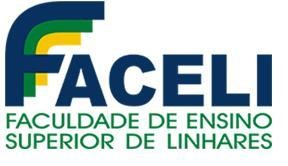 FACELI
FACULDADE DE ENSINO
SUPERIOR DE LINHARES